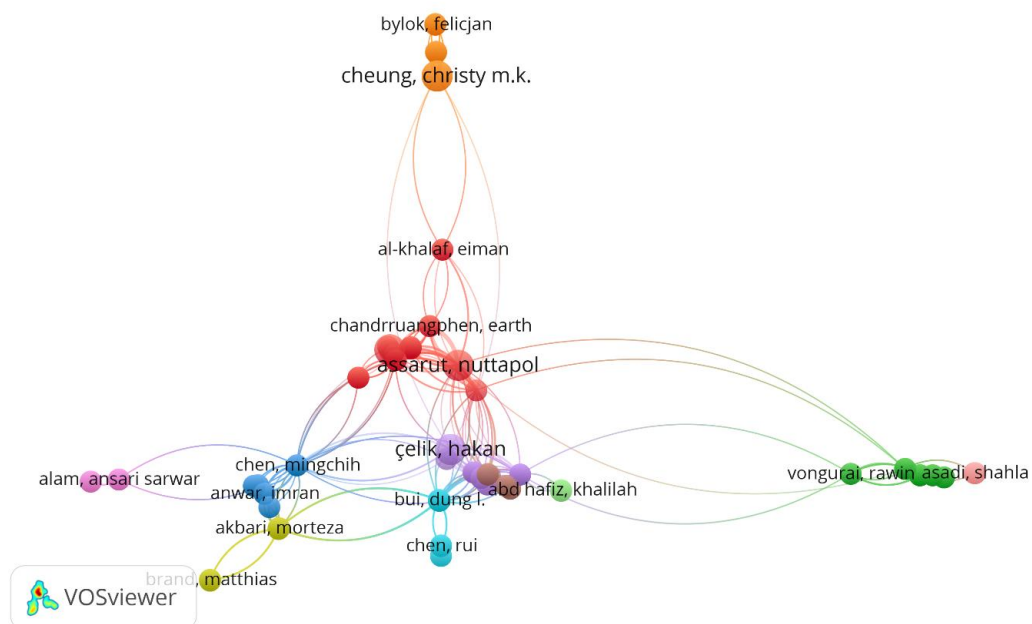 bylok, felicjan
cheung, christy m.k.
al-khalaf, eiman
chandrruangphen, earth
assarut, nuttapol
çelik, hakan
chen, mingchih
alam, ansari sarwar
vongurai, rawin
asadi, shahla
anwar, imran
abd hafiz, khalilah
bui, dung l.
akbari, morteza
chen, rui
brand, matthias
VOSviewer